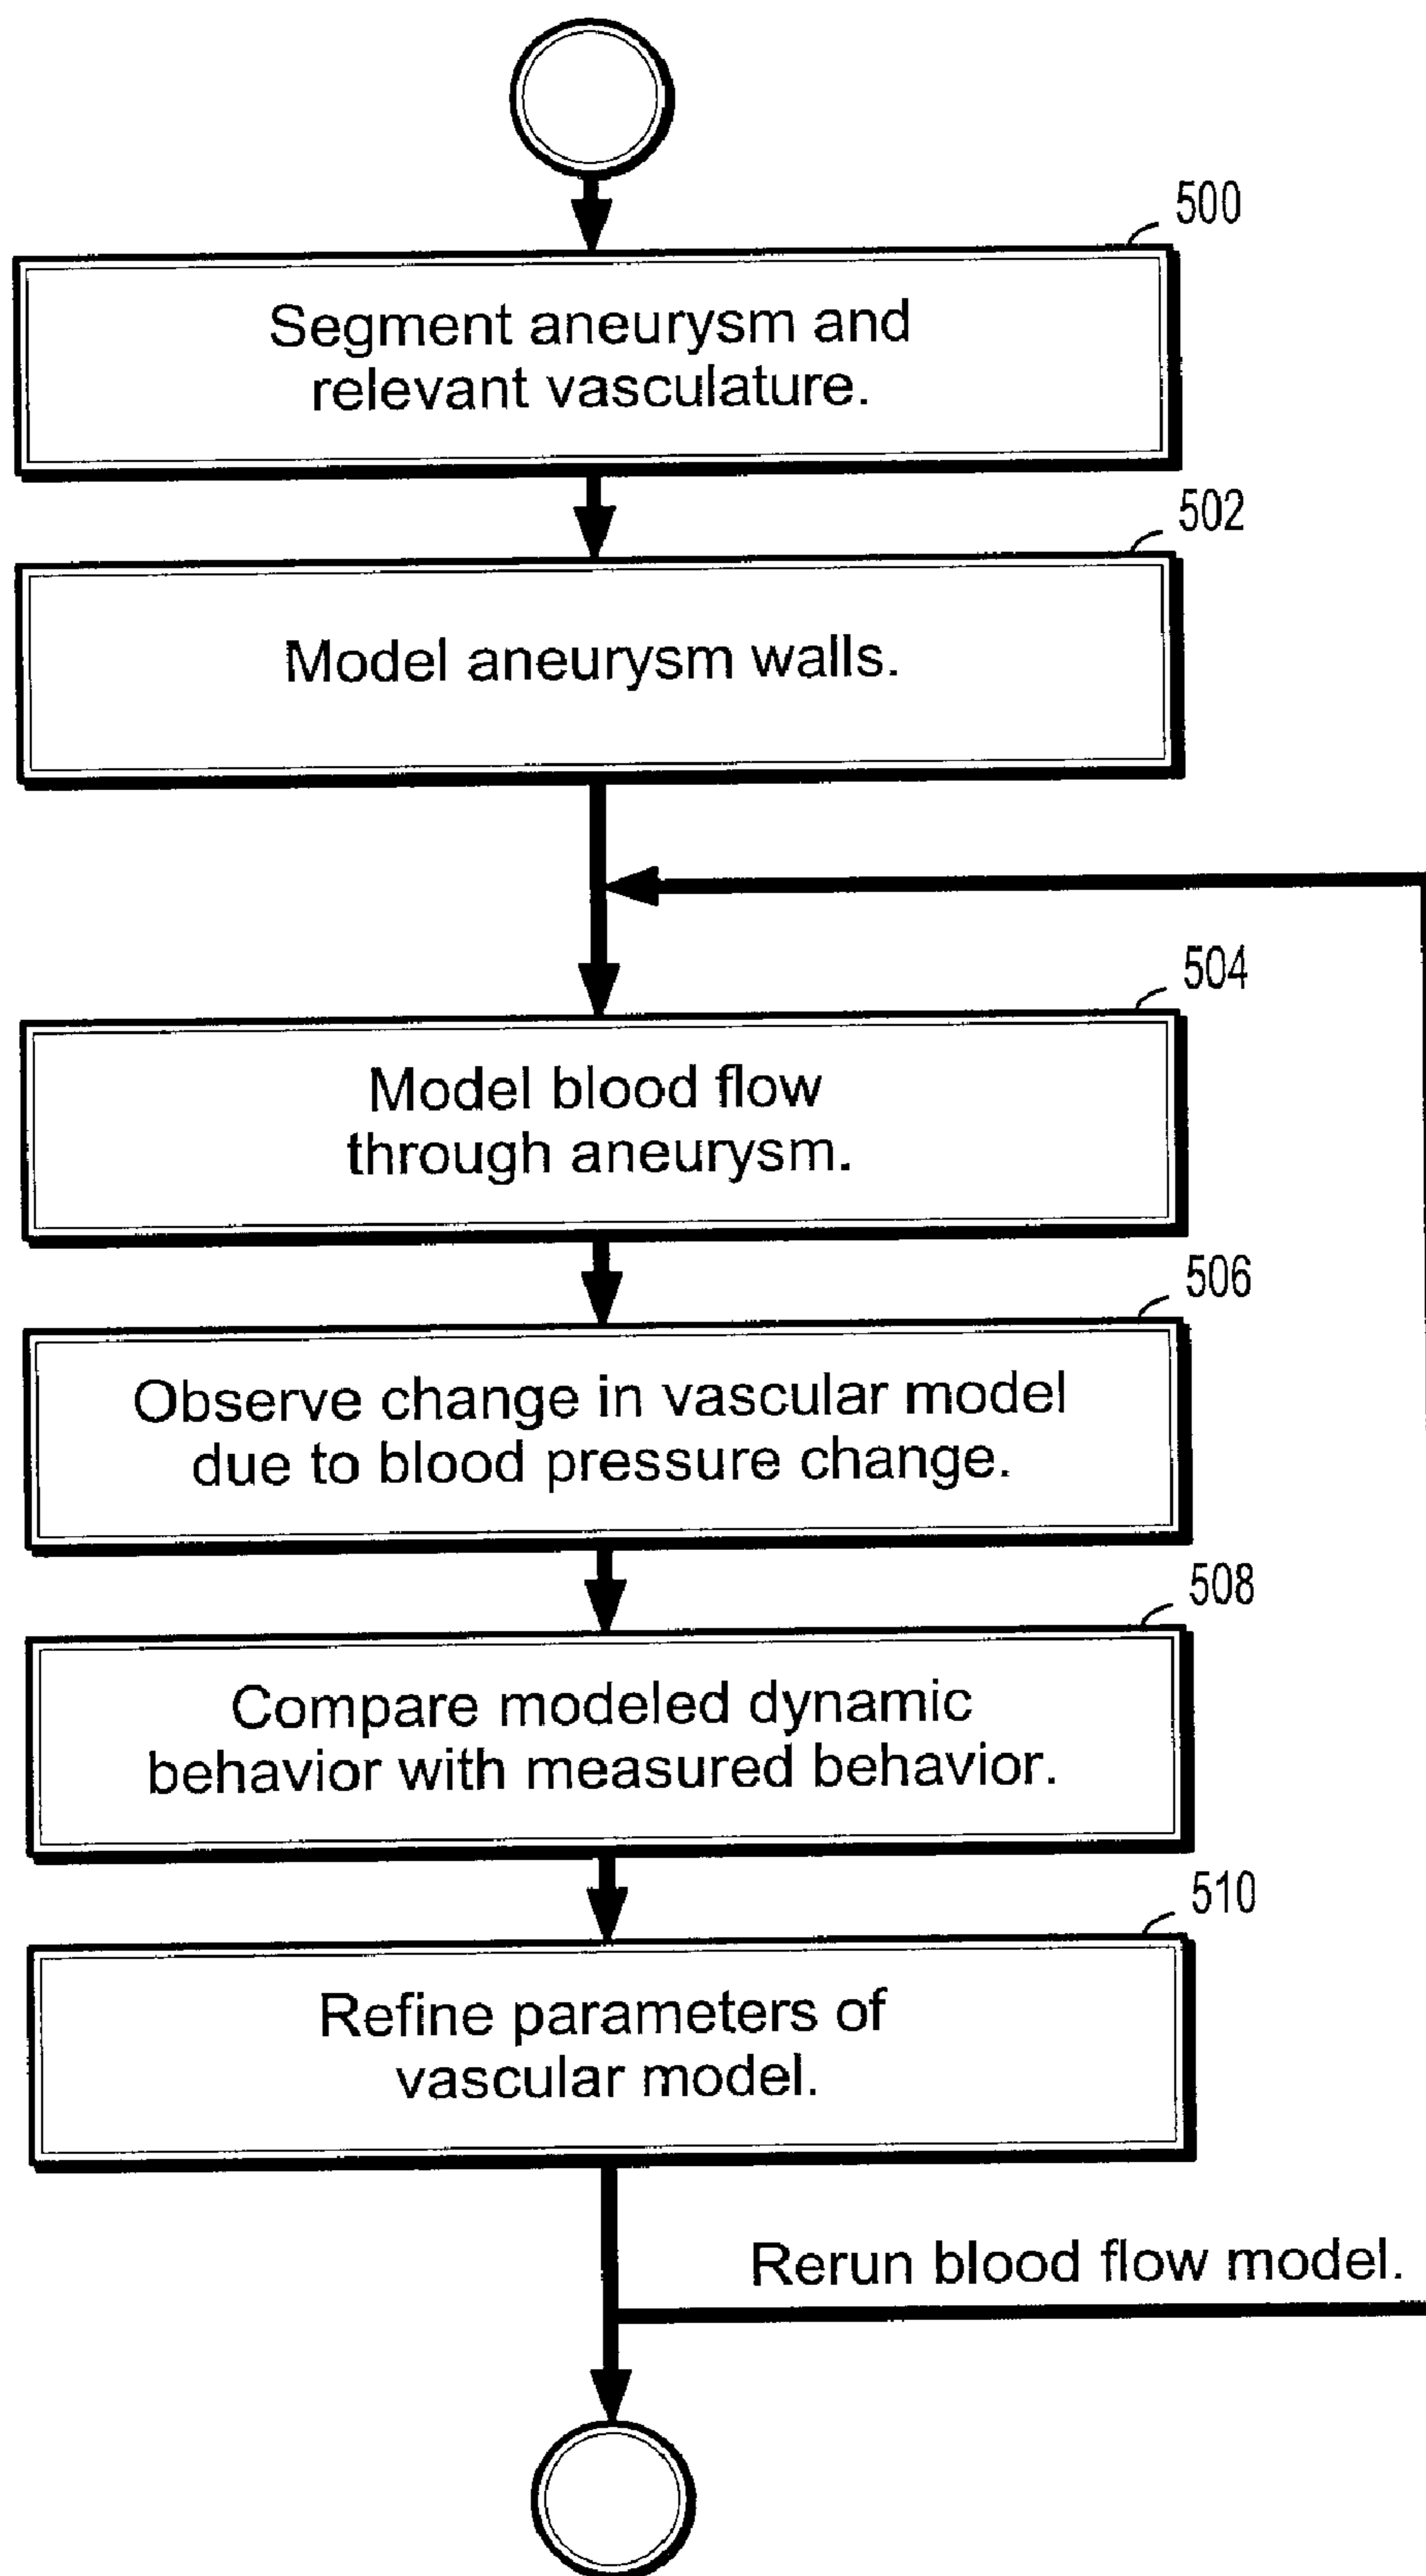 500
Segment aneurysm and
relevant vasculature.
502
Model aneurysm walls.
504
Model blood flow
through aneurysm.
506
Observe change in vascular model
due to blood pressure change.
508
Compare modeled dynamic
behavior with measured behavior.
510
Refine parameters of
vascular model.
Rerun blood flow model.